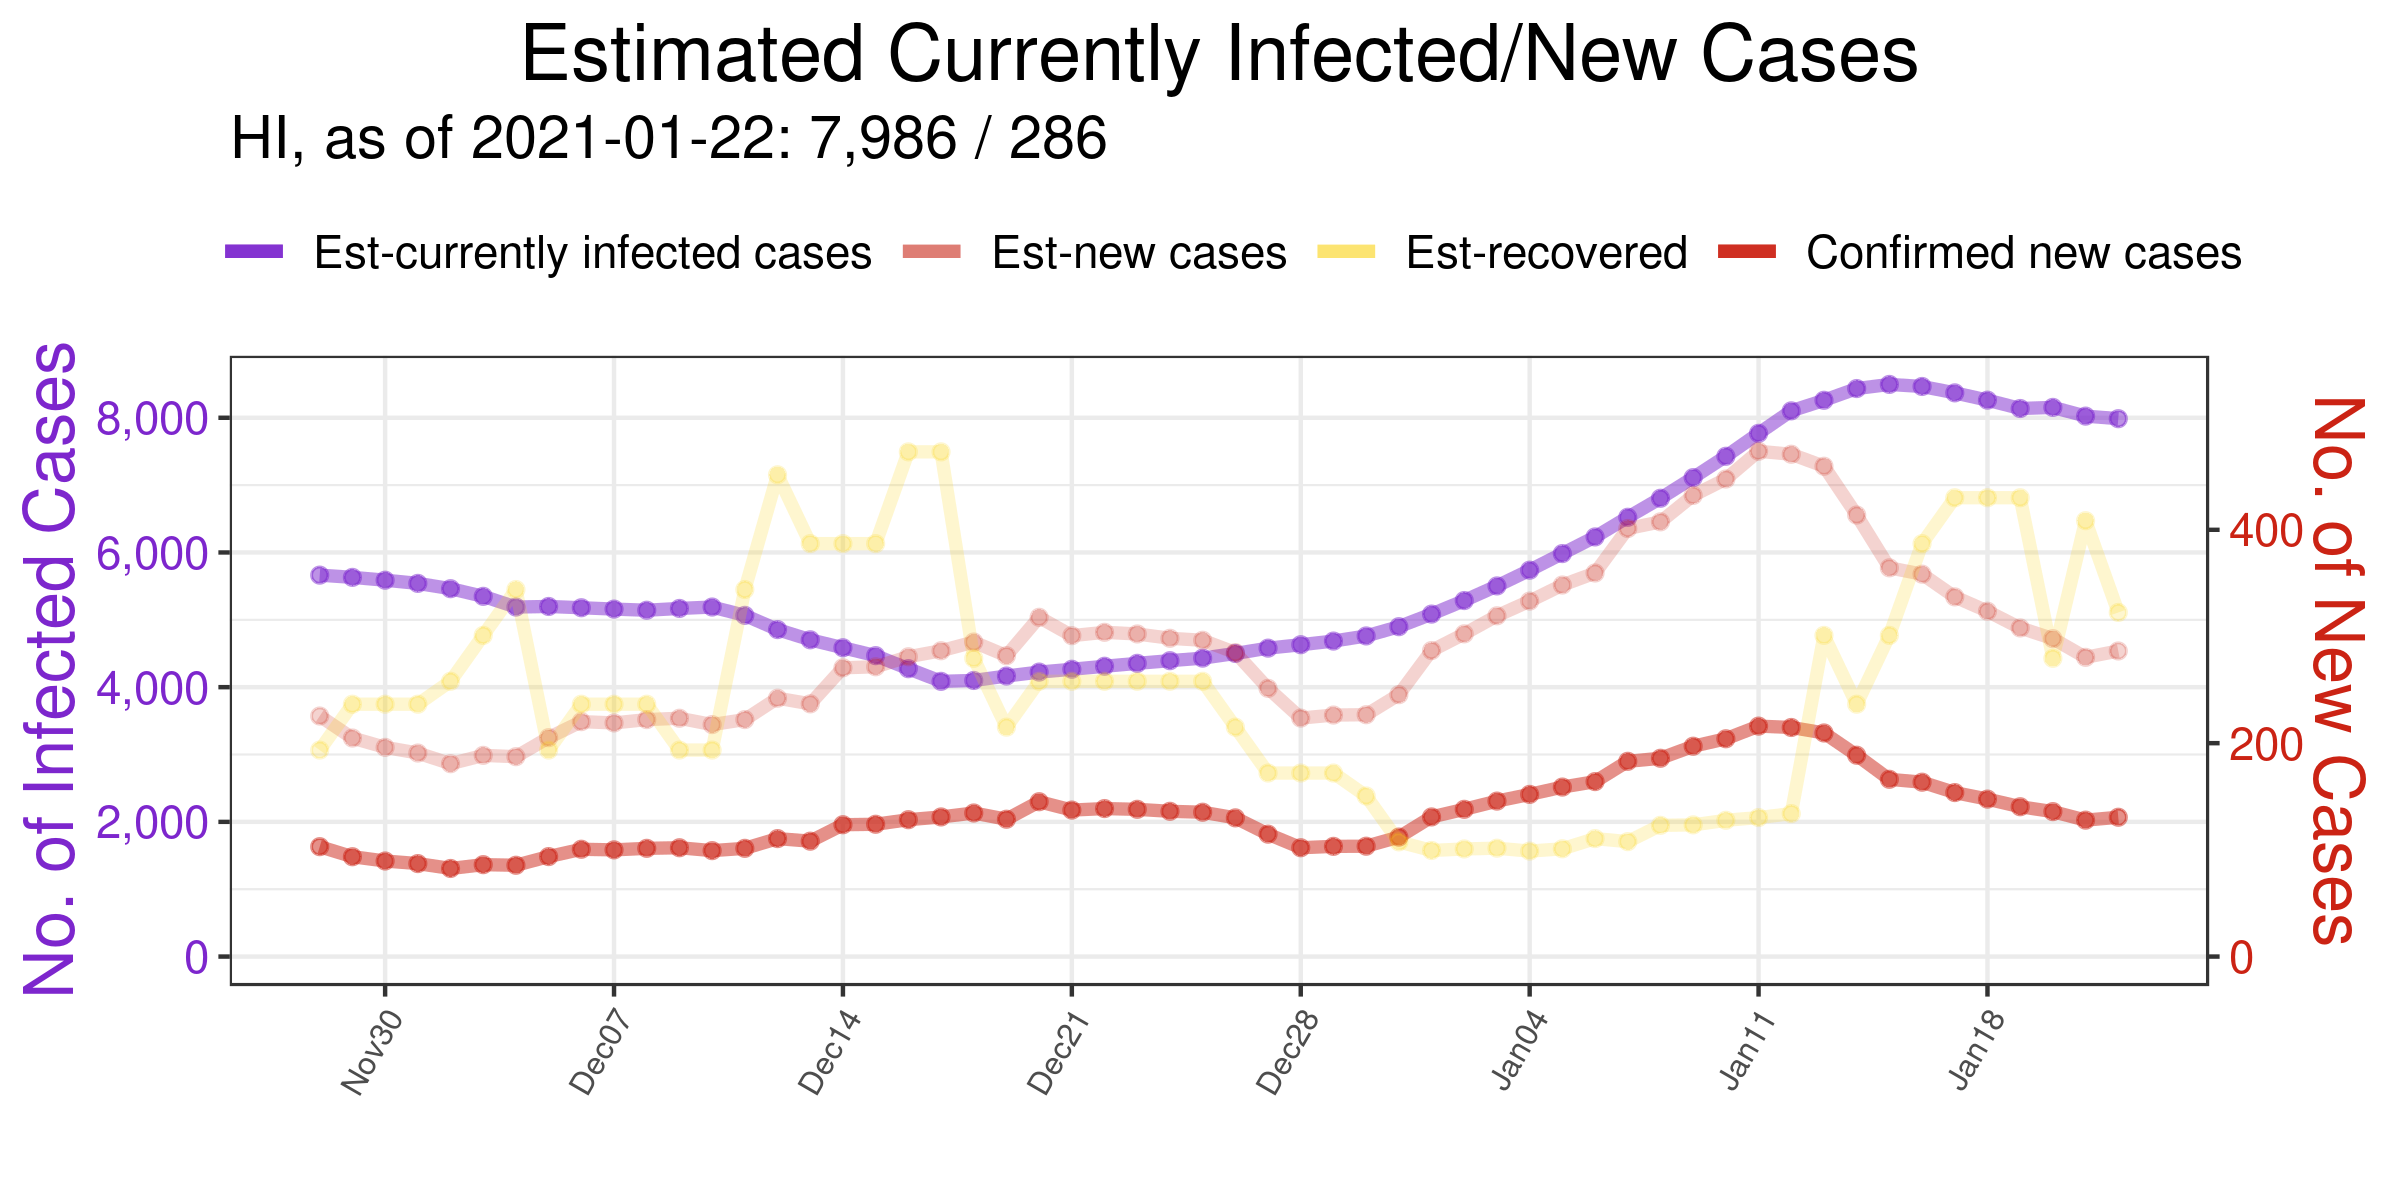 Estimated Currently Infected/New Cases
HI, as of 2021-01-22: 7,986 / 286
Est-currently infected cases Est-new cases Est-recovered Confirmed new cases
No. of Infected Cases
8,000
6,000
4,000
2,000
0
No. of New Cases
400
200
0
Nov30 Dec07 Dec14 Dec21 Dec28 Jan04 Jan11 Jan18